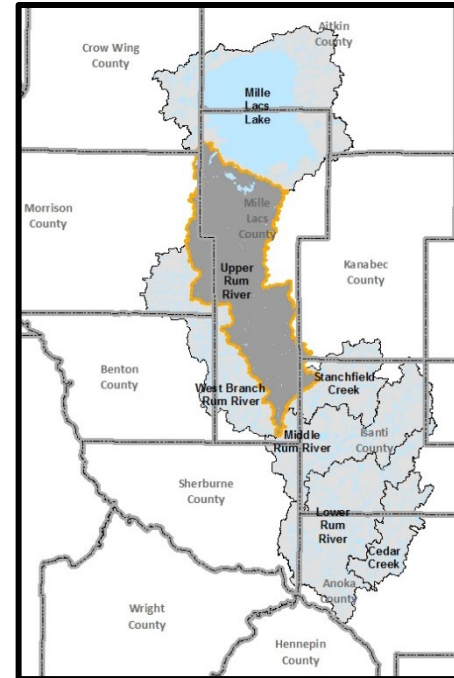 Aitkin
County
Crow Wing
County
Mille
Lacs
Lake
Morrison
County
Mille
Lacs
County
Kanabec
County
Upper
Rum
River
Benton
County
West Branch
Rum River
Stanchfield
Creek
Middle
Rum River
Isanti
County
Sherburne
County
Lower
Rum
River
Cedar
Creek
Anoka
County
Wright
County
Hennepin
County